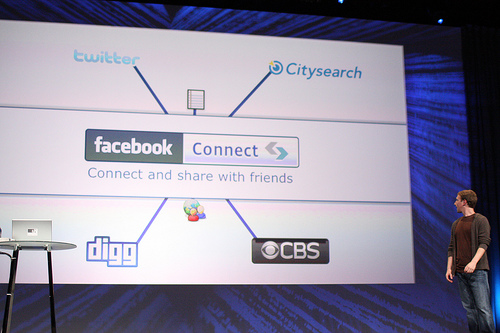 twitter
Citysearch
facebook Connect
Connect and share with friends
digg
CBS